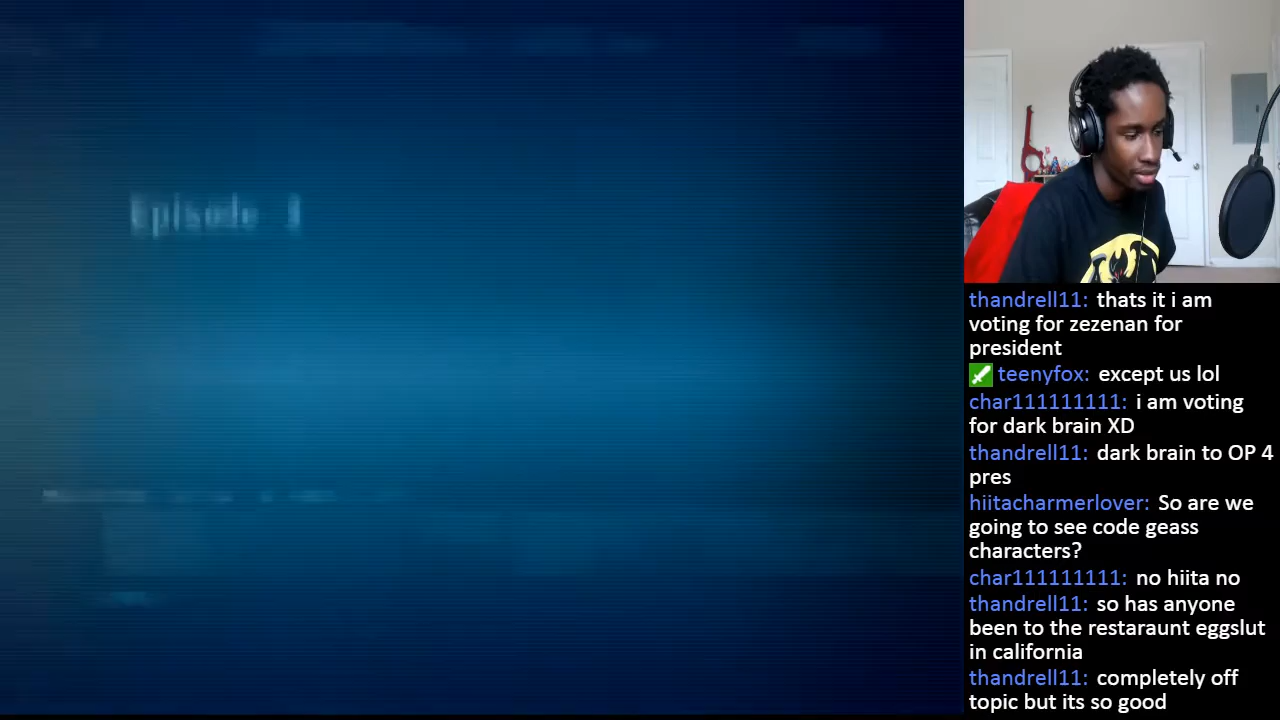 Episode 1
thandrell11: thats it i am
voting for zezenan for
president
teenyfox: except us lol
char111111111: i am voting
for dark brain XD
thandrell11: dark brain to OP 4
pres
hiitacharmerlover: So are we
going to see code geass
characters?
char111111111: no hiita no
thandrell11: so has anyone
been to the restaraunt eggslut
in california
thandrell11: completely off
topic but its so good